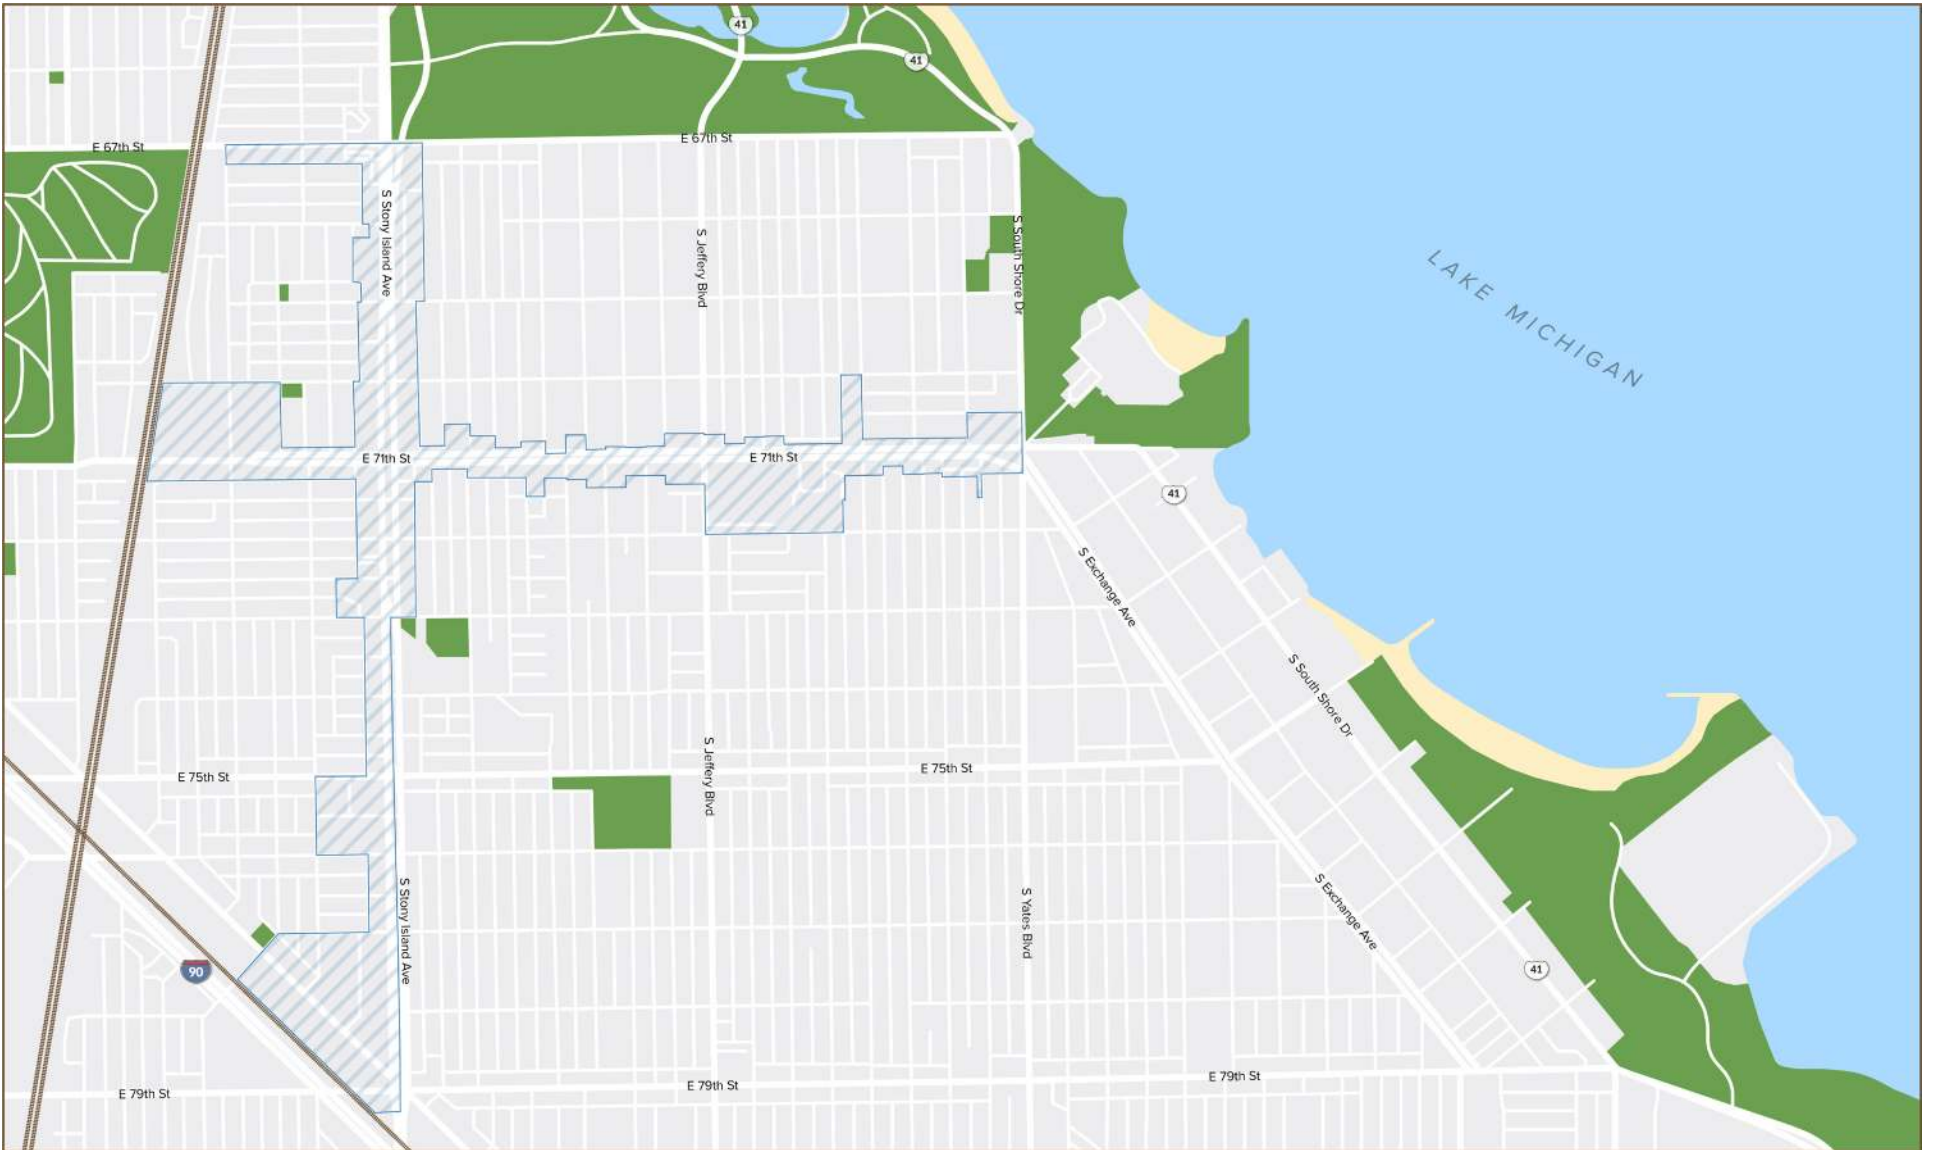 41
41
E 67th St
E 67th St
S Stony Island Ave
S Jeffery Blvd
S South Shore Dr
LAKE MICHIGAN
E 71th St
E 71th St
41
S Exchange Ave
S South Shore Dr
E 75th St
S Jeffery Blvd
E 75th St
S Stony Island Ave
S Yates Blvd
S Exchange Ave
90
41
E 79th St
E 79th St
E 79th St